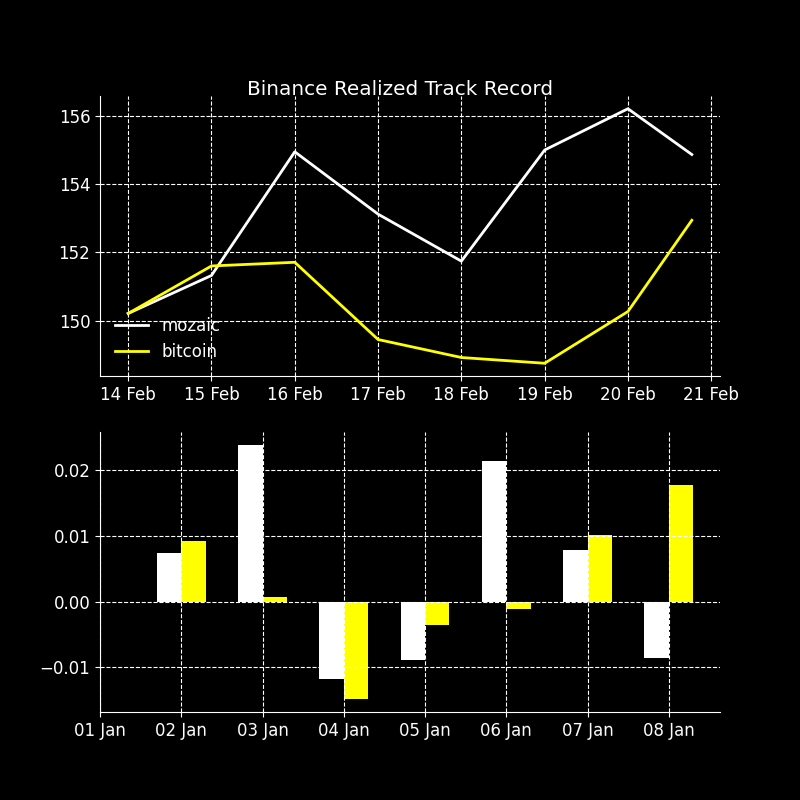 Binance Realized Track Record
156
154
152
150
mozaic
bitcoin
14 Feb 15 Feb 16 Feb 17 Feb 18 Feb 19 Feb 20 Feb 21 Feb
0.02
0.01
0.00
−0.01
01 Jan 02 Jan 03 Jan 04 Jan 05 Jan 06 Jan 07 Jan 08 Jan